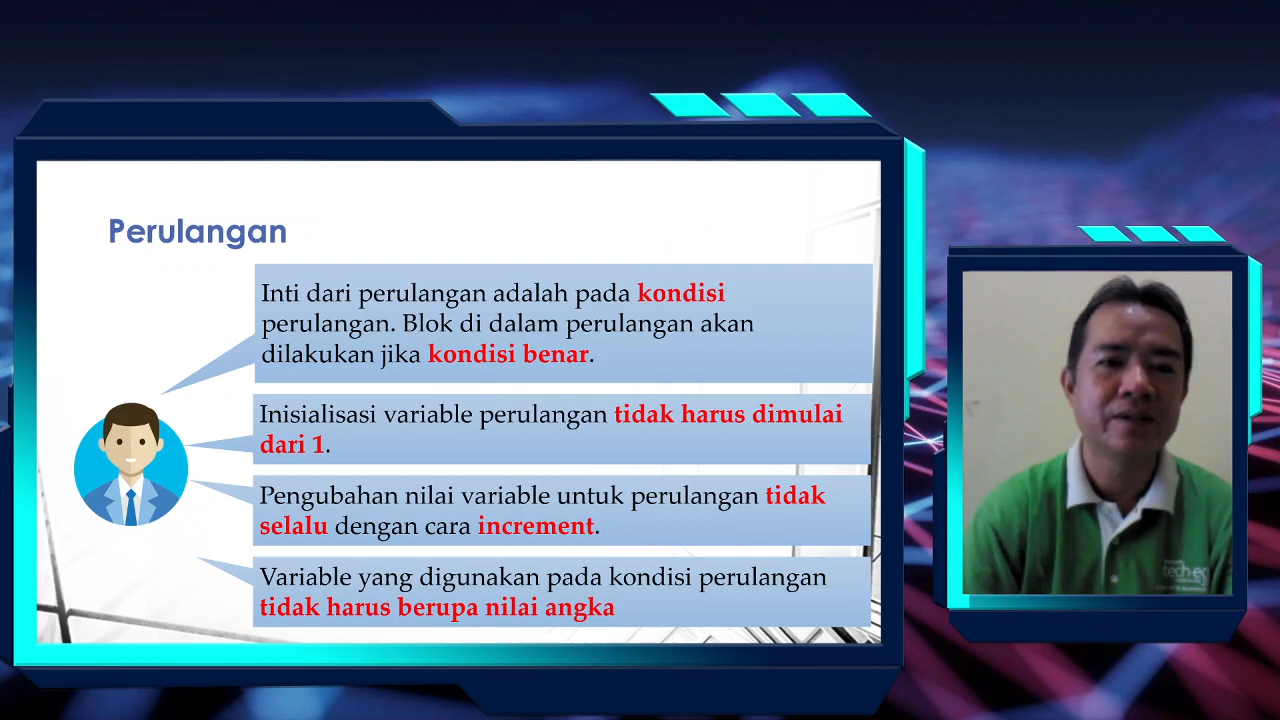 Perulangan
Inti dari perulangan adalah pada kondisi
perulangan. Blok di dalam perulangan akan
dilakukan jika kondisi benar.
Inisialisasi variable perulangan tidak harus dimulai
dari 1.
Pengubahan nilai variable untuk perulangan tidak
selalu dengan cara increment.
Variable yang digunakan pada kondisi perulangan
tidak harus berupa nilai angka